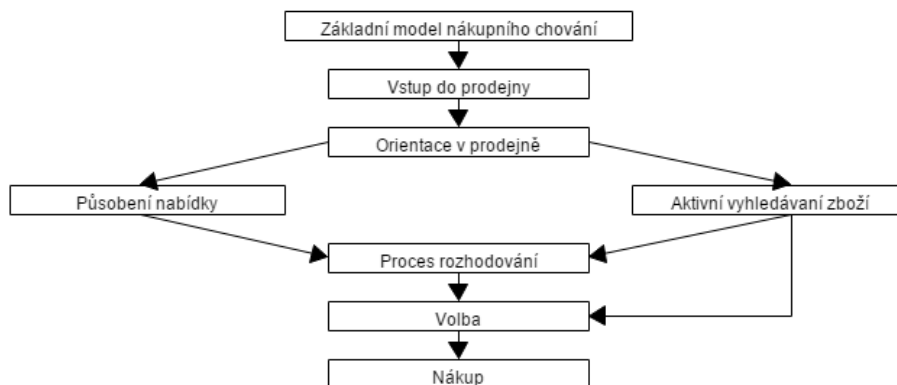 Základní model nákupního chování
Vstup do prodejny
Orientace v prodejně
Působení nabídky
Aktivní vyhledávaní zboží
Proces rozhodování
Volba
Nákup